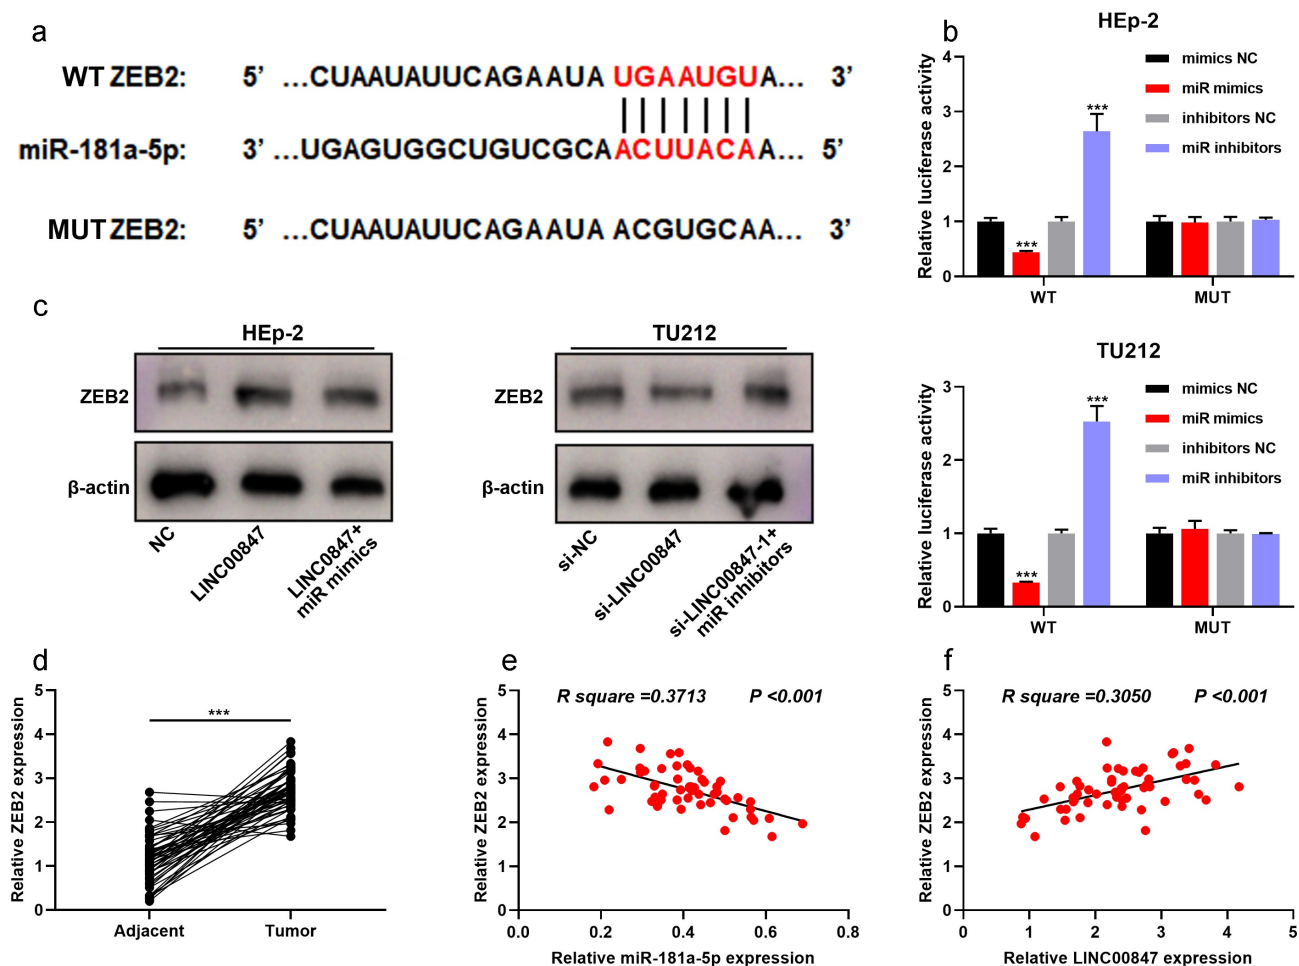 a
WT ZEB2: 5’ ...CUAAUAUUCAGAAUA UGAAUGUA... 3’
miR-181a-5p: 3’ ...UGAGUGGCUGUCGCAACUUACAA... 5’
MUT ZEB2: 5’ ...CUAAUAUUCAGAAUA ACGUGCAA... 3’
b
HEp-2
Relative luciferase activity
4
3
2
1
0
mimics NC
miR mimics
inhibitors NC
miR inhibitors
***
***
WT MUT
TU212
Relative luciferase activity
3
2
1
0
mimics NC
miR mimics
inhibitors NC
miR inhibitors
***
***
WT MUT
c
HEp-2
ZEB2
β-actin
NC
LINC00847
LINC0847+
miR mimics
TU212
ZEB2
β-actin
si-NC
si-LINC00847
si-LINC00847-1+
miR inhibitors
d
Relative ZEB2 expression
5
4
3
2
1
0
***
Adjacent Tumor
e
Relative ZEB2 expression
5
4
3
2
1
0
R square =0.3713 P <0.001
0.0 0.2 0.4 0.6 0.8
Relative miR-181a-5p expression
f
Relative ZEB2 expression
5
4
3
2
1
0
R square =0.3050 P <0.001
0 1 2 3 4 5
Relative LINC00847 expression